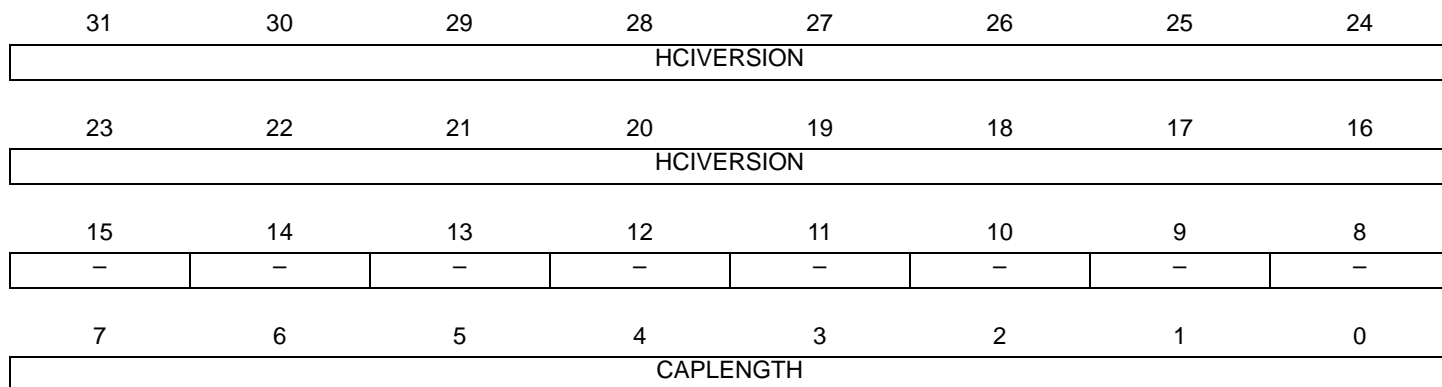 31 30 29 28 27 26 25 24
HCIVERSION
23 22 21 20 19 18 17 16
HCIVERSION
15 14 13 12 11 10 9 8
– – – – – – – –
7 6 5 4 3 2 1 0
CAPLENGTH